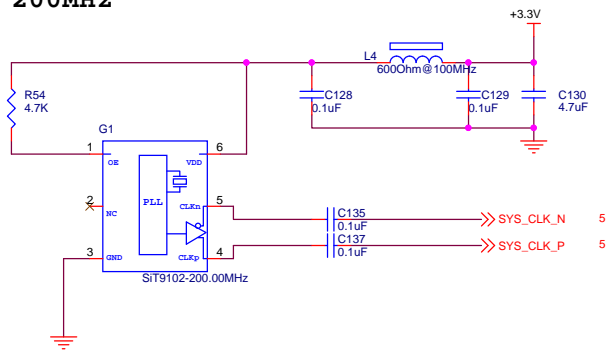 200MHz
+3.3V
L4
600Ohm@100MHz
R54
4.7K
C128
0.1uF
C129
0.1uF
C130
4.7uF
G1
1
OE
VDD
6
2
NC
PLL
CLKn
5
3
GND
CLKp
4
SiT9102-200.00MHz
C135
0.1uF
SYS_CLK_N
5
C137
0.1uF
SYS_CLK_P
5